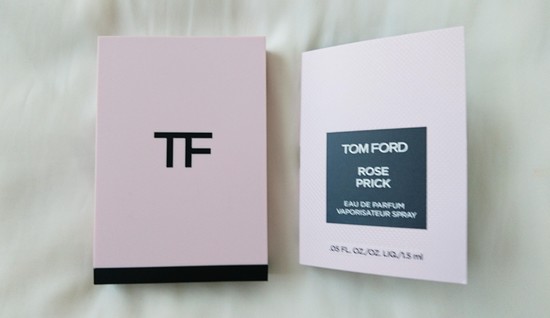 TF
TOM FORD
ROSE
PRICK
EAU DE PARFUM
VAPORISATEUR SPRAY
.05 FL. OZ./OZ. LIQ./1.5 ml